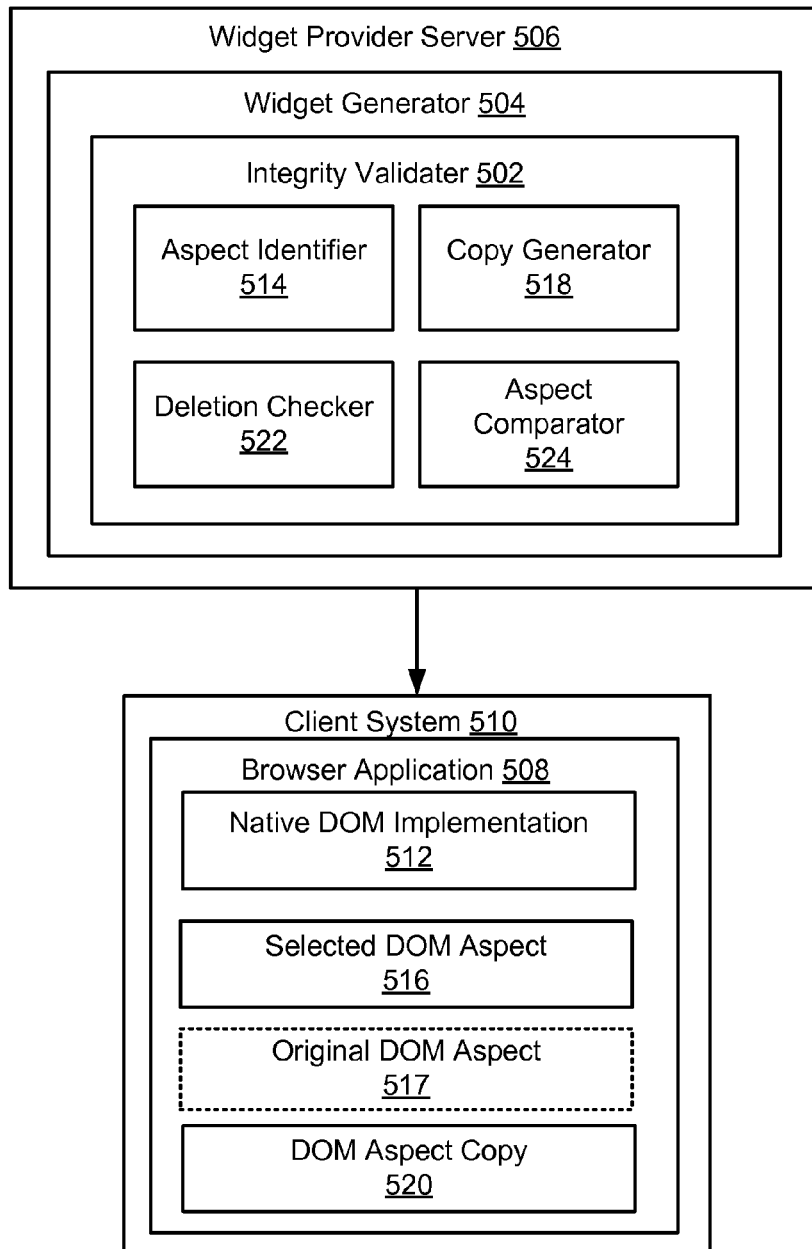 Widget Provider Server 506
Widget Generator 504
Integrity Validater 502
Aspect Identifier
514
Copy Generator
518
Deletion Checker
522
Aspect
Comparator
524
Client System 510
Browser Application 508
Native DOM Implementation
512
Selected DOM Aspect
516
Original DOM Aspect
517
DOM Aspect Copy
520